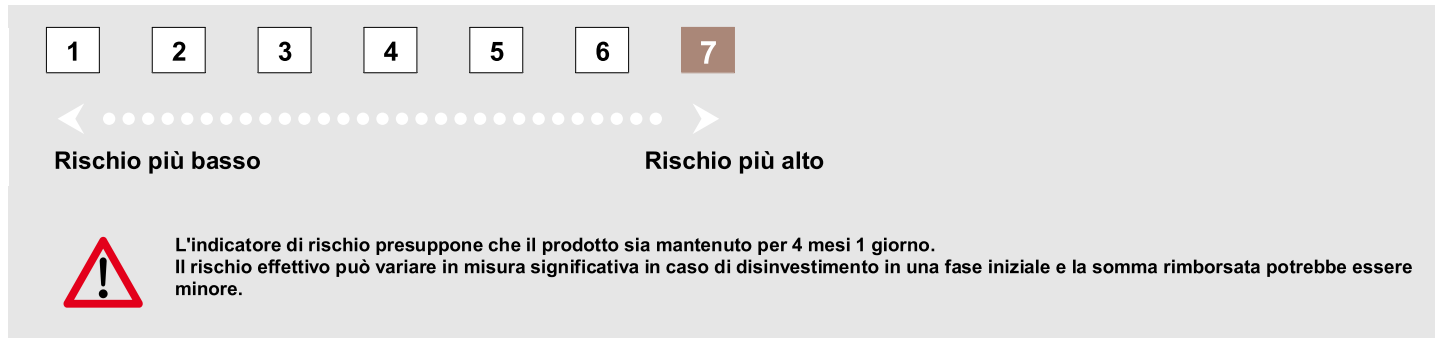 1 2 3 4 5 6 7
Rischio più basso Rischio più alto
L'indicatore di rischio presuppone che il prodotto sia mantenuto per 4 mesi 1 giorno.
Il rischio effettivo può variare in misura significativa in caso di disinvestimento in una fase iniziale e la somma rimborsata potrebbe essere
minore.